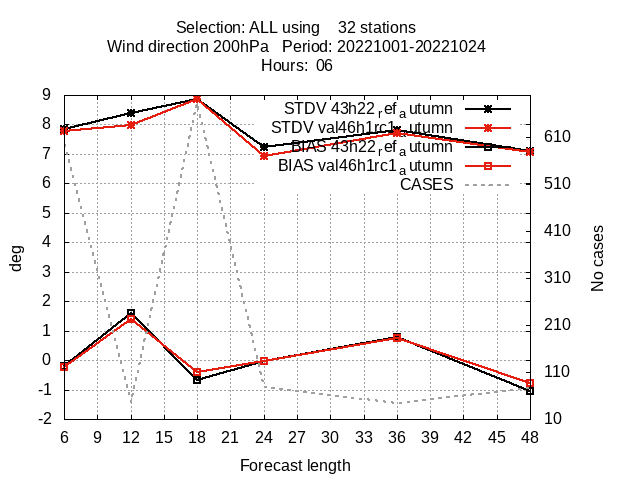 Selection: ALL using    32 stations
Wind direction 200hPa   Period: 20221001-20221024
Hours:  06
STDV 43h22_ref_autumn
STDV val46h1rc1_autumn
BIAS 43h22_ref_autumn
BIAS val46h1rc1_autumn
CASES
9
8
7
6
5
4
3
2
1
0
-1
-2
deg
610
510
410
310
210
110
10
No cases
6 9 12 15 18 21 24 27 30 33 36 39 42 45 48
Forecast length